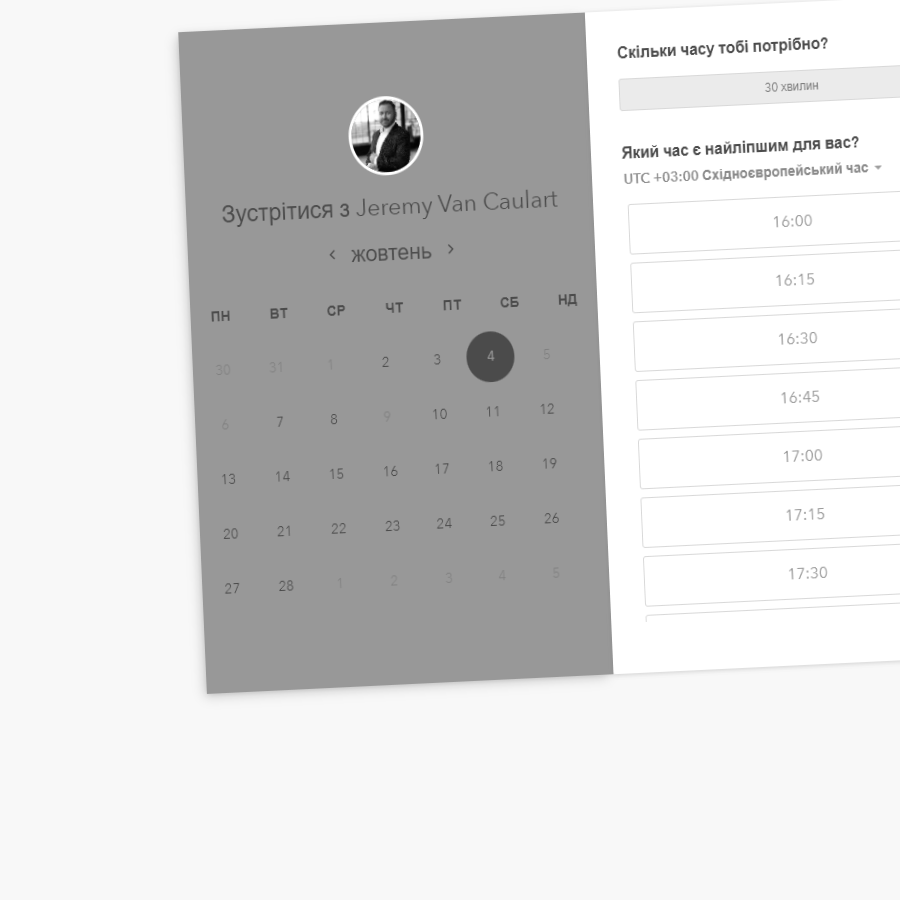 Зустрітися з Jeremy Van Caulart
жовтень
ПН ВТ СР ЧТ ПТ СБ НД
30 31 1 2 3 4 5
6 7 8 9 10 11 12
13 14 15 16 17 18 19
20 21 22 23 24 25 26
27 28 1 2 3 4 5
Скільки часу тобі потрібно?
30 хвилин
Який час є найліпшим для вас?
UTC +03:00 Східноєвропейський час
16:00
16:15
16:30
16:45
17:00
17:15
17:30